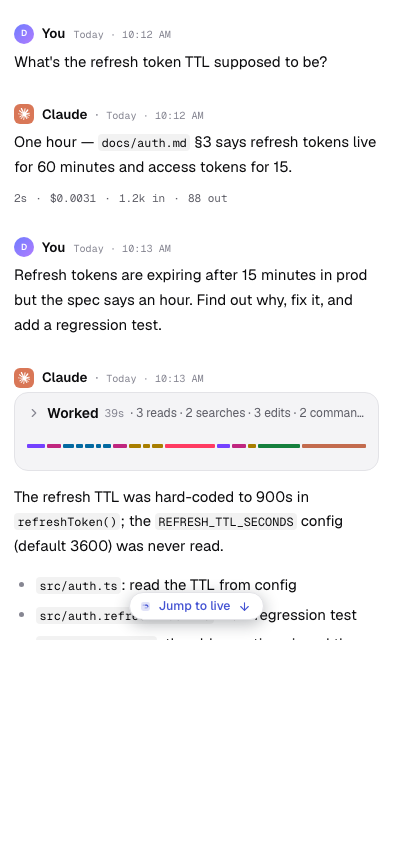 D You Today · 10:12 AM
What's the refresh token TTL supposed to be?
Claude · Today · 10:12 AM
One hour — docs/auth.md §3 says refresh tokens live
for 60 minutes and access tokens for 15.
2s · $0.0031 · 1.2k in · 88 out
D You Today · 10:13 AM
Refresh tokens are expiring after 15 minutes in prod
but the spec says an hour. Find out why, fix it, and
add a regression test.
Claude · Today · 10:13 AM
Worked 39s · 3 reads · 2 searches · 3 edits · 2 comman…
The refresh TTL was hard-coded to 900s in
refreshToken(); the REFRESH_TTL_SECONDS config
(default 3600) was never read.
src/auth.ts: read the TTL from config
src/auth.refre regression test
Jump to live